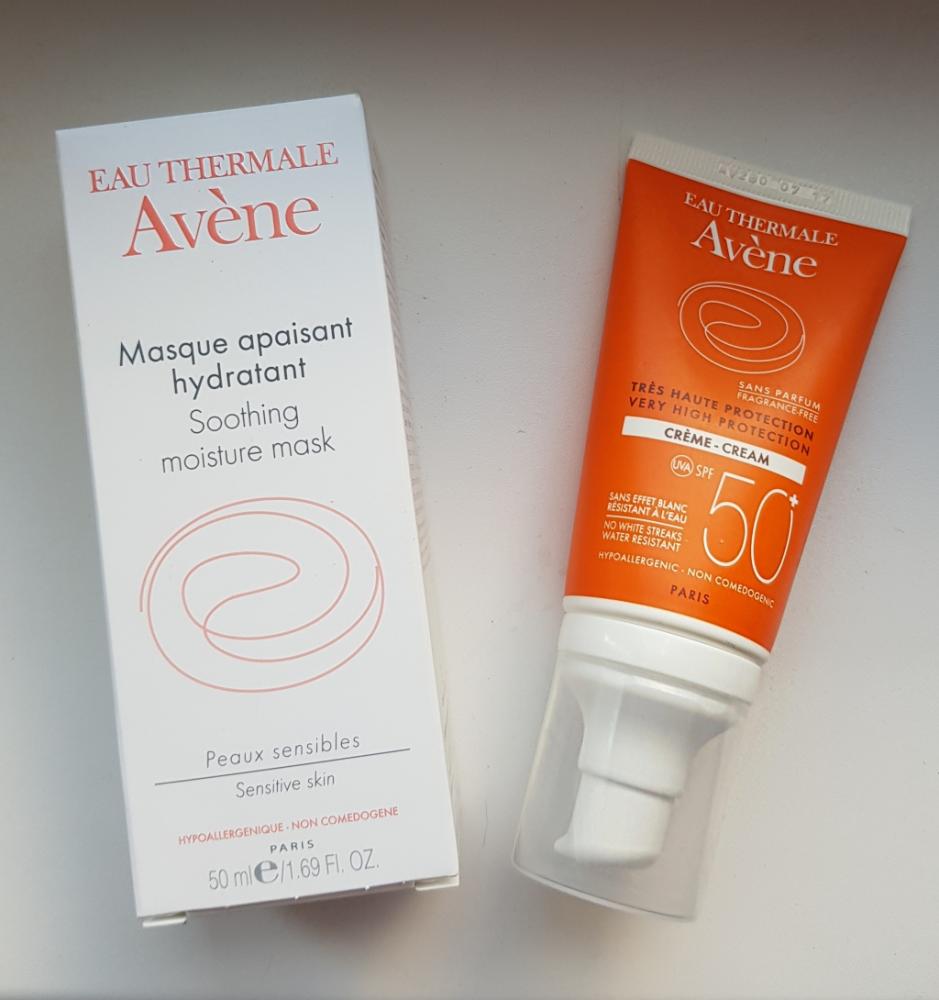 EAU THERMALE
Avène
Masque apaisant
hydratant
Soothing
moisture mask
Peaux sensibles
Sensitive skin
HYPOALLERGENIQUE - NON COMEDOGENE
PARIS
50 ml e/1.69 Fl. OZ.
EAU THERMALE
Avène
SANS PARFUM
FRAGRANCE-FREE
TRÈS HAUTE PROTECTION
VERY HIGH PROTECTION
CRÈME - CREAM
UVA SPF 50+
SANS EFFET BLANC
RÉSISTANT À L'EAU
NO WHITE STREAKS
WATER RESISTANT
HYPOALLERGENIC - NON COMEDOGENIC
PARIS